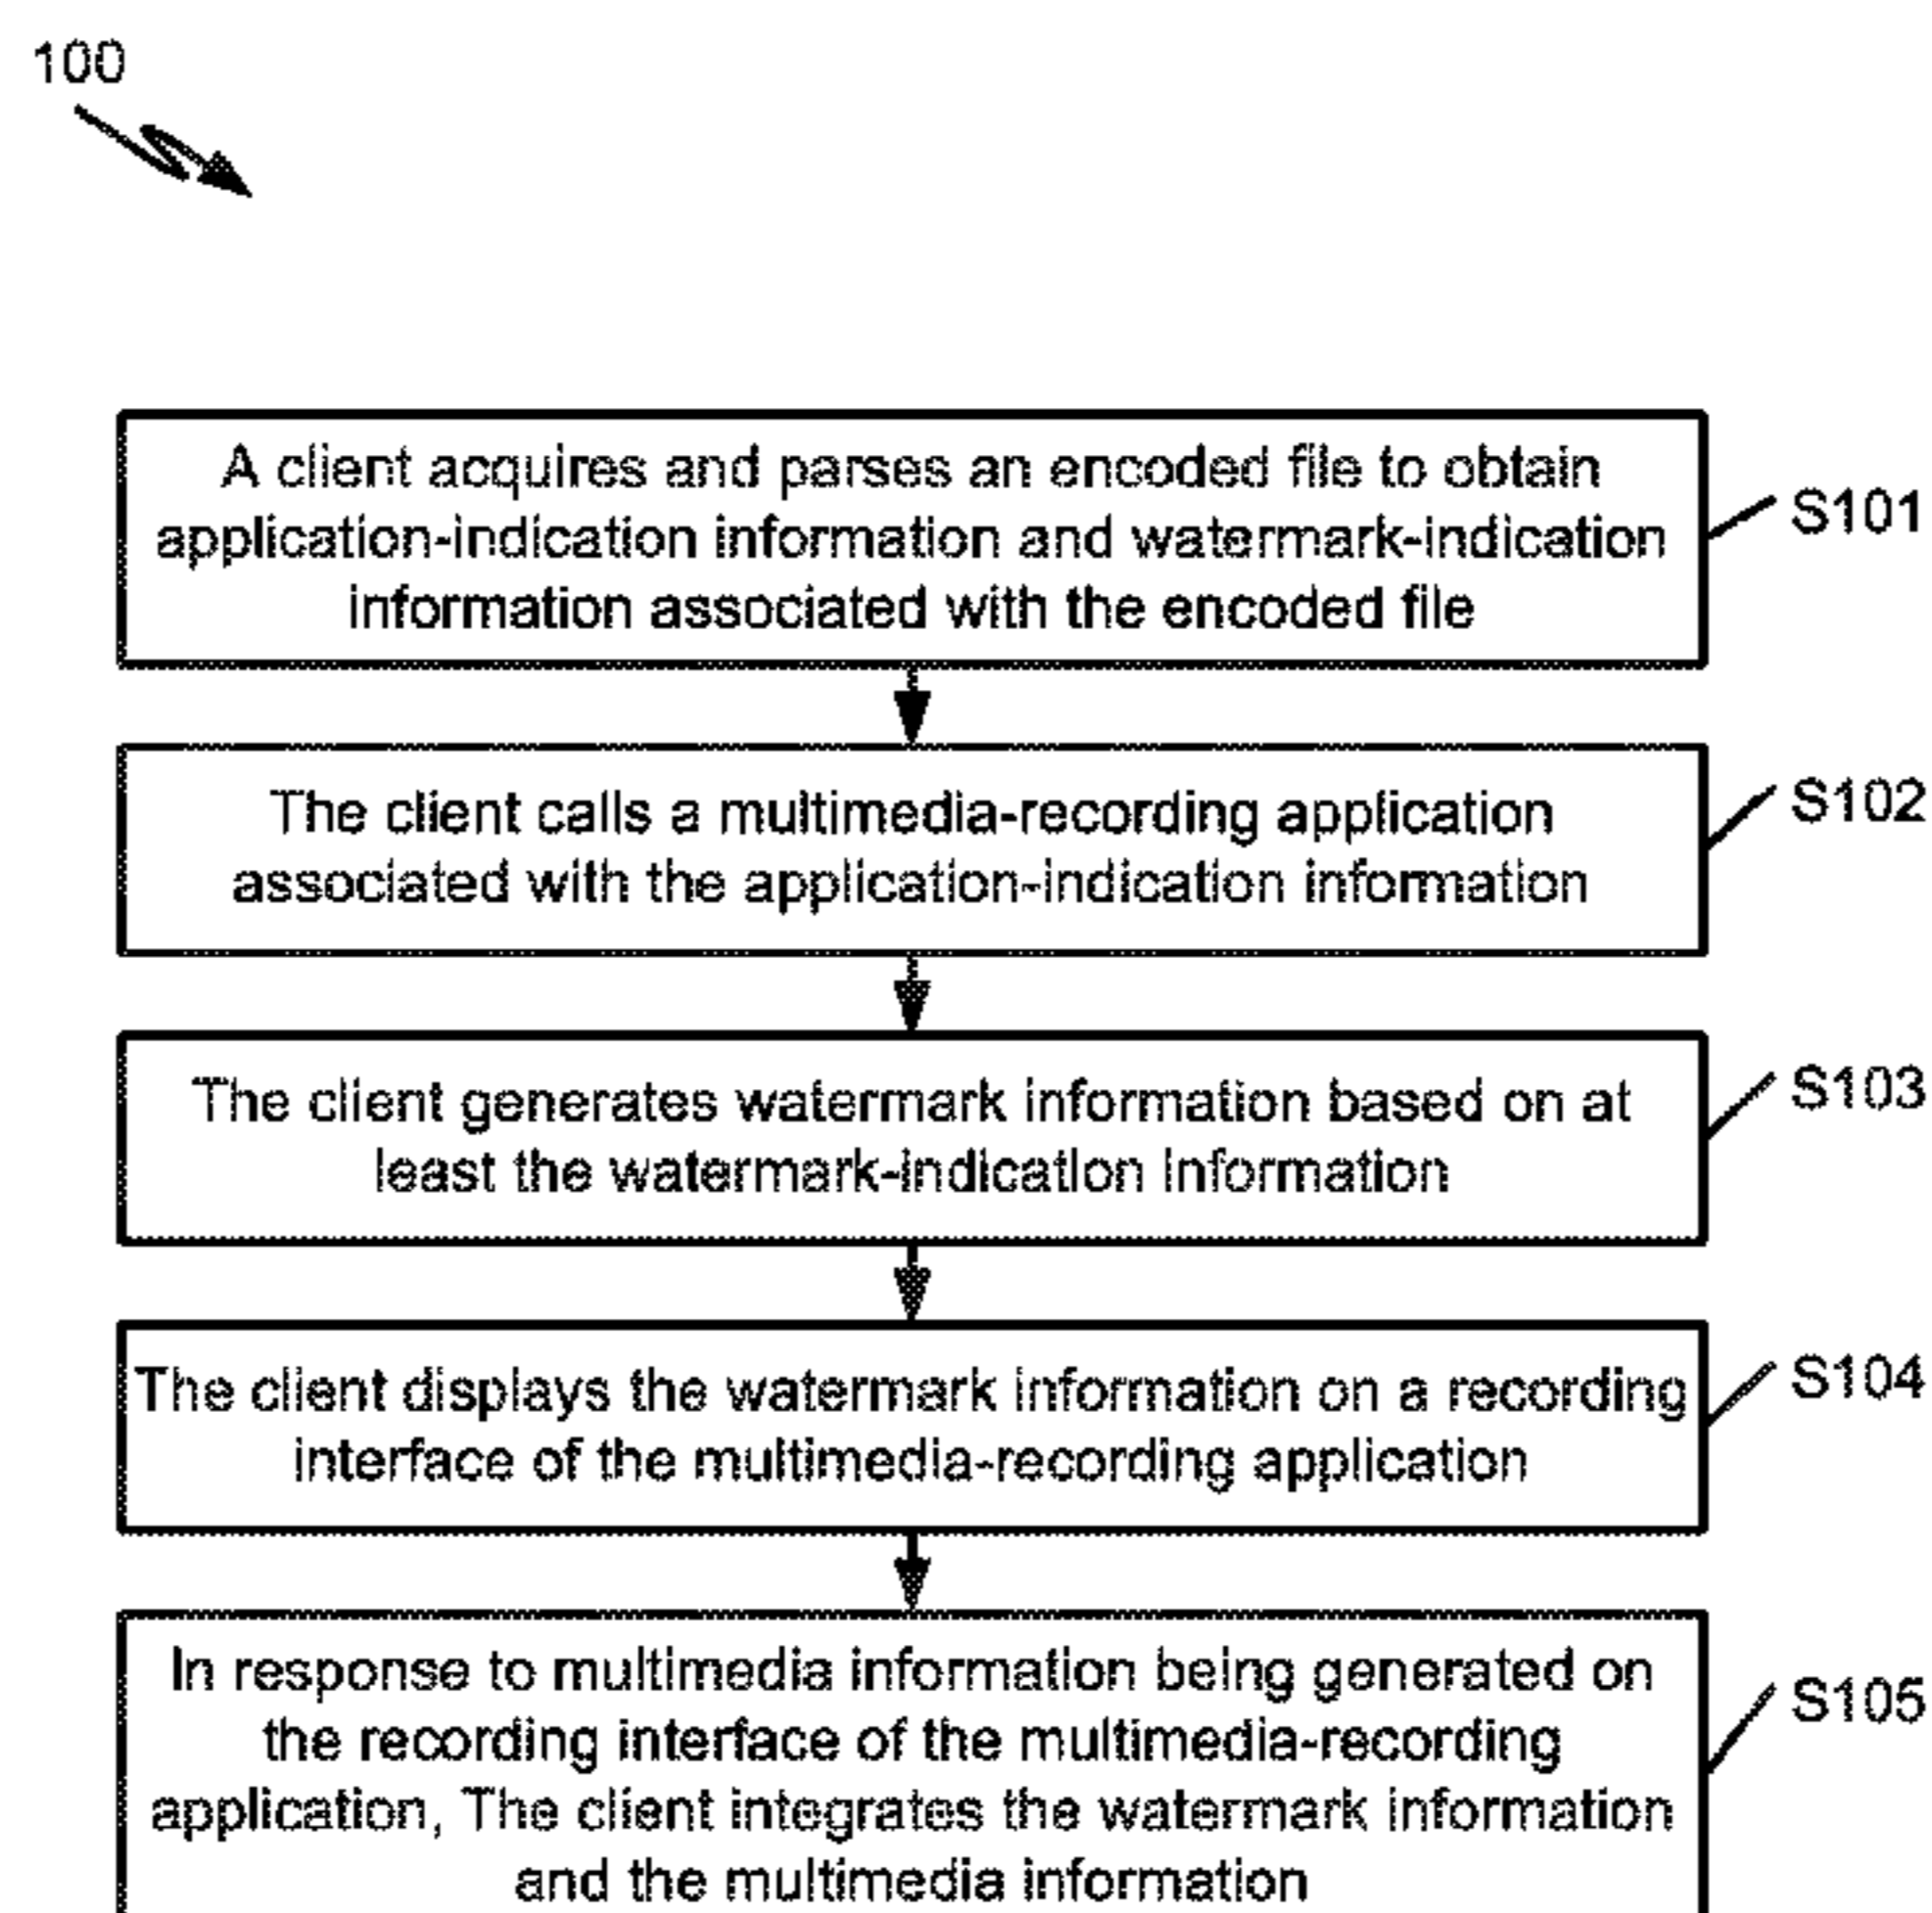 100
A client acquires and parses an encoded file to obtain
application-indication information and watermark-indication
information associated with the encoded file
S101
The client calls a multimedia-recording application
associated with the application-indication information
S102
The client generates watermark information based on at
least the watermark-indication information
S103
The client displays the watermark information on a recording
interface of the multimedia-recording application
S104
In response to multimedia information being generated on
the recording interface of the multimedia-recording
application, The client integrates the watermark information
and the multimedia information
S105